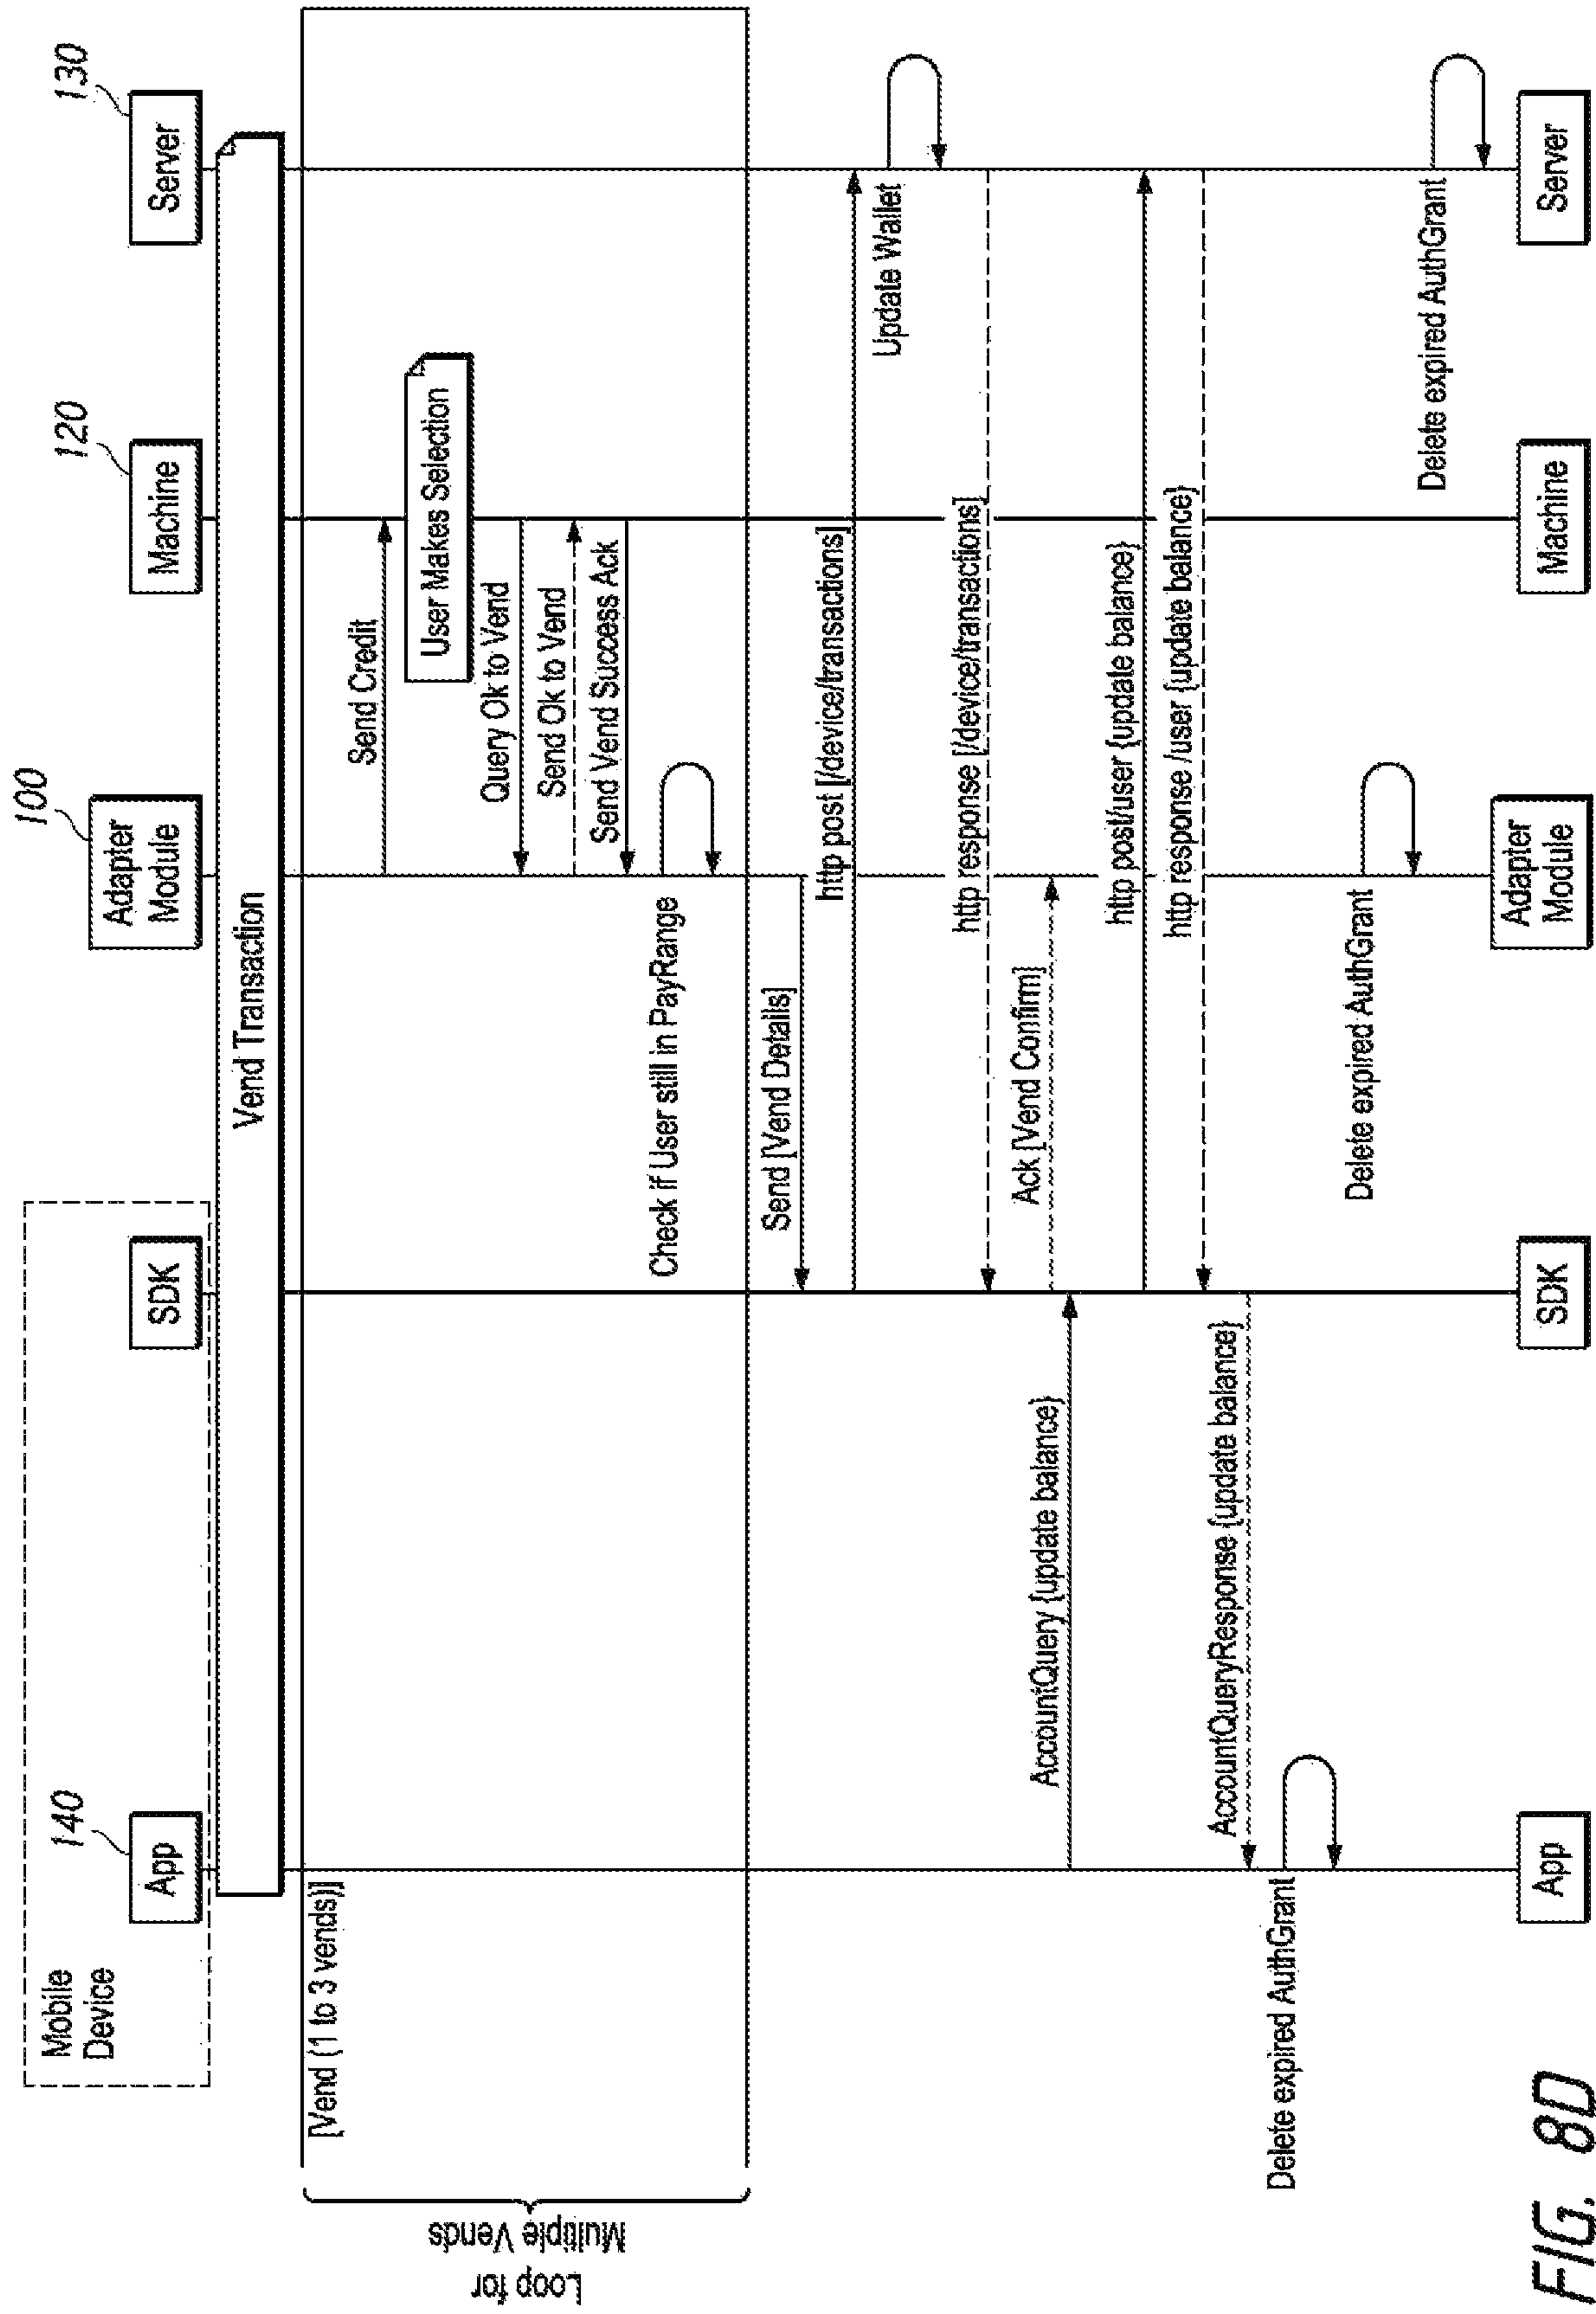 Mobile
Device
140
100
120
130
App
SDK
Adapter
Module
Machine
Server
Vend Transaction
[Vend (1 to 3 vends)]
Loop for
Multiple Vends
Send Credit
User Makes Selection
Query Ok to Vend
Send Ok to Vend
Send Vend Success Ack
Check if User still in PayRange
Send [Vend Details]
http post [/device/transactions]
Update Wallet
http response [/device/transactions]
Ack [Vend Confirm]
AccountQuery {update balance}
http post/user {update balance}
http response /user {update balance}
AccountQueryResponse {update balance}
Delete expired AuthGrant
Delete expired AuthGrant
Delete expired AuthGrant
App
SDK
Adapter
Module
Machine
Server
FIG. 8D